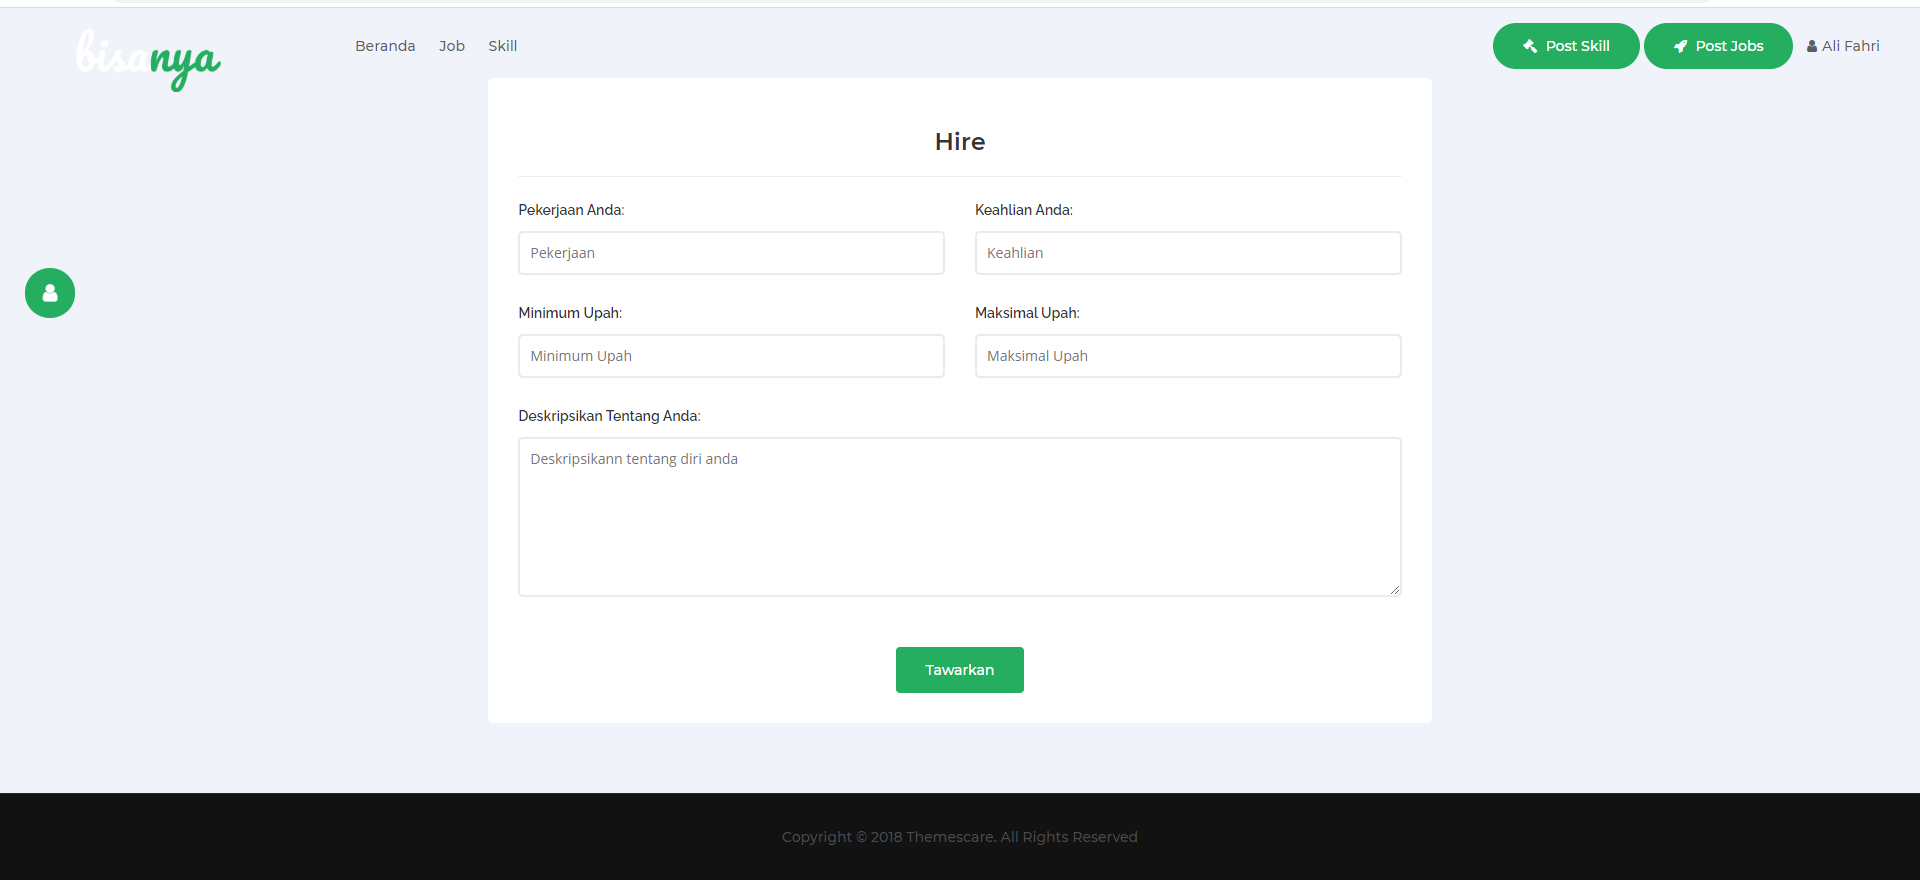 bisanya
Beranda Job Skill
Post Skill Post Jobs Ali Fahri
Hire
Pekerjaan Anda: Keahlian Anda:
Pekerjaan Keahlian
Minimum Upah: Maksimal Upah:
Minimum Upah Maksimal Upah
Deskripsikan Tentang Anda:
Deskripsikann tentang diri anda
Tawarkan
Copyright © 2018 Themescare. All Rights Reserved